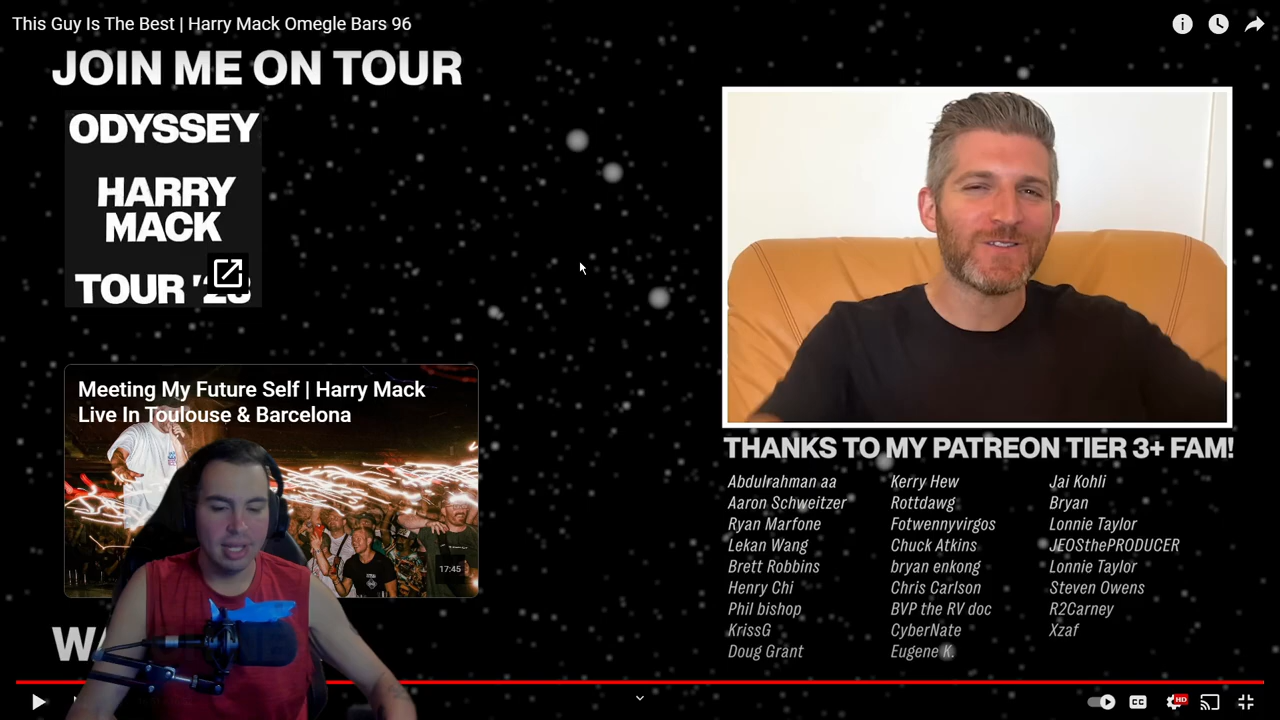 This Guy Is The Best | Harry Mack Omegle Bars 96
JOIN ME ON TOUR
ODYSSEY
HARRY
MACK
TOUR '23
Meeting My Future Self | Harry Mack
Live In Toulouse & Barcelona
17:45
THANKS TO MY PATREON TIER 3+ FAM!
Abdulrahman aa
Aaron Schweitzer
Ryan Marfone
Lekan Wang
Brett Robbins
Henry Chi
Phil bishop
KrissG
Doug Grant
Kerry Hew
Rottdawg
Fotwennyvirgos
Chuck Atkins
bryan enkong
Chris Carlson
BVP the RV doc
CyberNate
Eugene K.
Jai Kohli
Bryan
Lonnie Taylor
JEOSthePRODUCER
Lonnie Taylor
Steven Owens
R2Carney
Xzaf
CC
HD